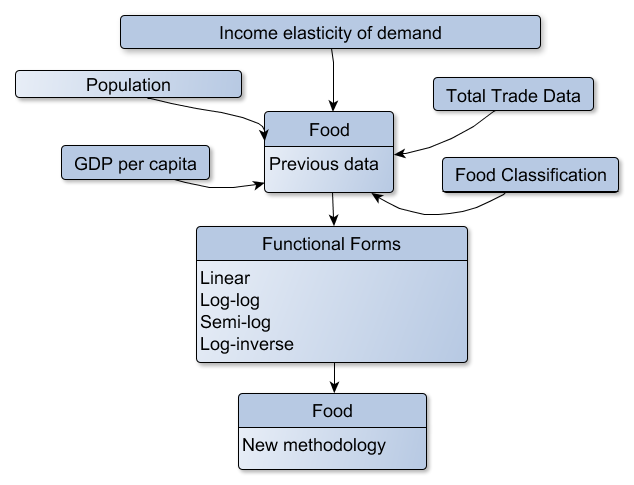 Income elasticity of demand
Population
Total Trade Data
Food
Previous data
GDP per capita
Food Classification
Functional Forms
Linear
Log-log
Semi-log
Log-inverse
Food
New methodology